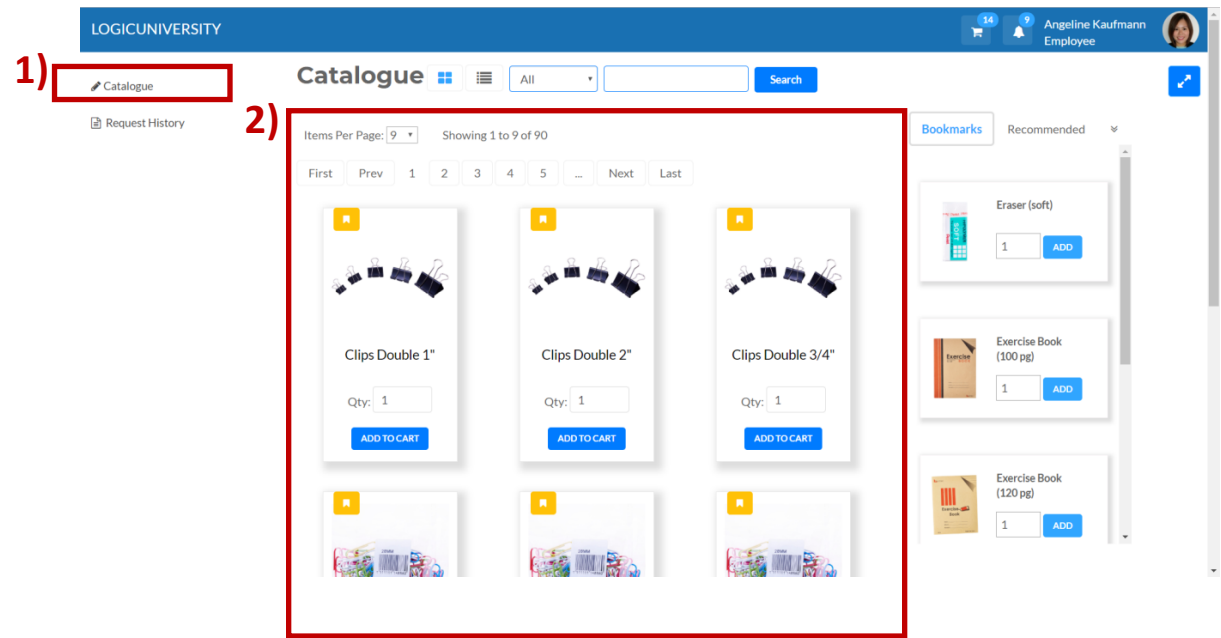 LOGICUNIVERSITY
14
9
Angeline Kaufmann
Employee
1)
Catalogue
Request History
Catalogue
All
Search
2)
Items Per Page: 9
Showing 1 to 9 of 90
First Prev 1 2 3 4 5 ... Next Last
Clips Double 1"
Clips Double 2"
Clips Double 3/4"
Qty: 1
Qty: 1
Qty: 1
ADD TO CART
ADD TO CART
ADD TO CART
Bookmarks
Recommended
Eraser (soft)
SOFT
1
ADD
Exercise
Exercise Book
(100 pg)
1
ADD
Exercise
Book
Exercise Book
(120 pg)
1
ADD